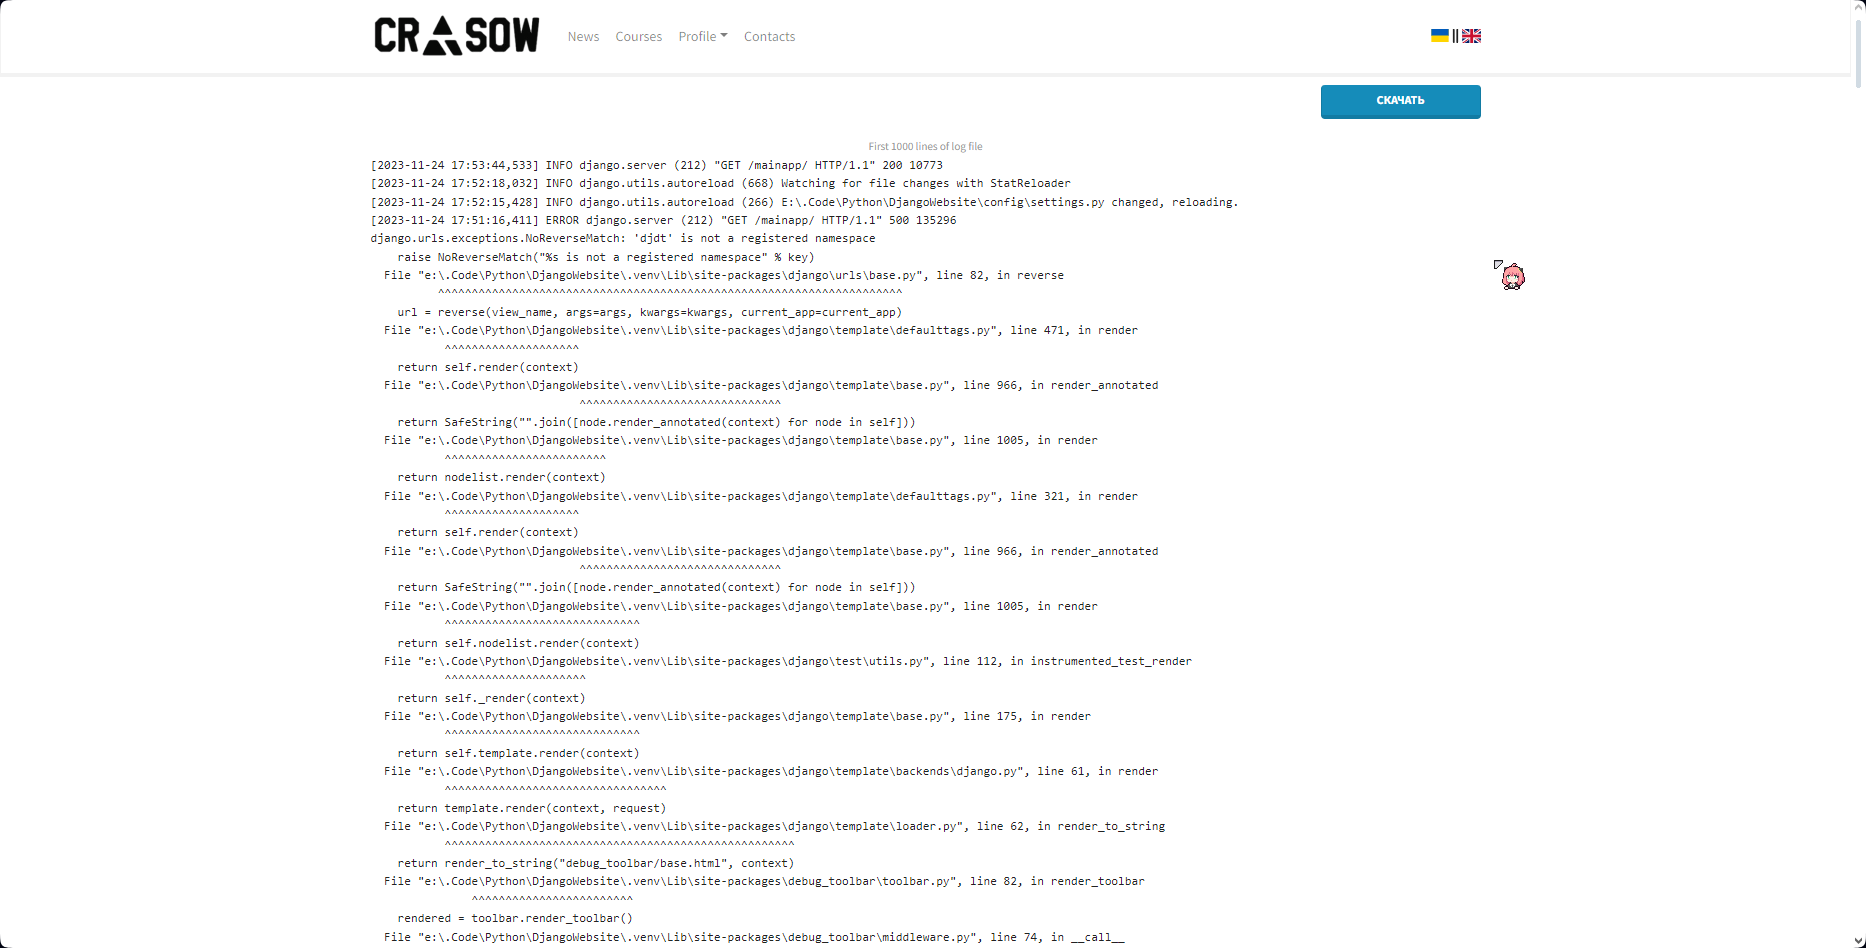 CRASOW News Courses Profile Contacts
СКАЧАТЬ
First 1000 lines of log file
[2023-11-24 17:53:44,533] INFO django.server (212) "GET /mainapp/ HTTP/1.1" 200 10773
[2023-11-24 17:52:18,032] INFO django.utils.autoreload (668) Watching for file changes with StatReloader
[2023-11-24 17:52:15,428] INFO django.utils.autoreload (266) E:\.Code\Python\DjangoWebsite\config\settings.py changed, reloading.
[2023-11-24 17:51:16,411] ERROR django.server (212) "GET /mainapp/ HTTP/1.1" 500 135296
django.urls.exceptions.NoReverseMatch: 'djdt' is not a registered namespace
    raise NoReverseMatch("%s is not a registered namespace" % key)
  File "e:\.Code\Python\DjangoWebsite\.venv\Lib\site-packages\django\urls\base.py", line 82, in reverse
          ^^^^^^^^^^^^^^^^^^^^^^^^^^^^^^^^^^^^^^^^^^^^^^^^^^^^^^^^^^^^^^^^^^^^^
    url = reverse(view_name, args=args, kwargs=kwargs, current_app=current_app)
  File "e:\.Code\Python\DjangoWebsite\.venv\Lib\site-packages\django\template\defaulttags.py", line 471, in render
           ^^^^^^^^^^^^^^^^^^^^
    return self.render(context)
  File "e:\.Code\Python\DjangoWebsite\.venv\Lib\site-packages\django\template\base.py", line 966, in render_annotated
                               ^^^^^^^^^^^^^^^^^^^^^^^^^^^^^^
    return SafeString("".join([node.render_annotated(context) for node in self]))
  File "e:\.Code\Python\DjangoWebsite\.venv\Lib\site-packages\django\template\base.py", line 1005, in render
           ^^^^^^^^^^^^^^^^^^^^^^^^
    return nodelist.render(context)
  File "e:\.Code\Python\DjangoWebsite\.venv\Lib\site-packages\django\template\defaulttags.py", line 321, in render
           ^^^^^^^^^^^^^^^^^^^^
    return self.render(context)
  File "e:\.Code\Python\DjangoWebsite\.venv\Lib\site-packages\django\template\base.py", line 966, in render_annotated
                               ^^^^^^^^^^^^^^^^^^^^^^^^^^^^^^
    return SafeString("".join([node.render_annotated(context) for node in self]))
  File "e:\.Code\Python\DjangoWebsite\.venv\Lib\site-packages\django\template\base.py", line 1005, in render
           ^^^^^^^^^^^^^^^^^^^^^^^^^^^^^
    return self.nodelist.render(context)
  File "e:\.Code\Python\DjangoWebsite\.venv\Lib\site-packages\django\test\utils.py", line 112, in instrumented_test_render
           ^^^^^^^^^^^^^^^^^^^^^
    return self._render(context)
  File "e:\.Code\Python\DjangoWebsite\.venv\Lib\site-packages\django\template\base.py", line 175, in render
           ^^^^^^^^^^^^^^^^^^^^^^^^^^^^^
    return self.template.render(context)
  File "e:\.Code\Python\DjangoWebsite\.venv\Lib\site-packages\django\template\backends\django.py", line 61, in render
           ^^^^^^^^^^^^^^^^^^^^^^^^^^^^^^^^^
    return template.render(context, request)
  File "e:\.Code\Python\DjangoWebsite\.venv\Lib\site-packages\django\template\loader.py", line 62, in render_to_string
           ^^^^^^^^^^^^^^^^^^^^^^^^^^^^^^^^^^^^^^^^^^^^^^^^^^^^
    return render_to_string("debug_toolbar/base.html", context)
  File "e:\.Code\Python\DjangoWebsite\.venv\Lib\site-packages\debug_toolbar\toolbar.py", line 82, in render_toolbar
               ^^^^^^^^^^^^^^^^^^^^^^^^
    rendered = toolbar.render_toolbar()
  File "e:\.Code\Python\DjangoWebsite\.venv\Lib\site-packages\debug_toolbar\middleware.py", line 74, in __call__